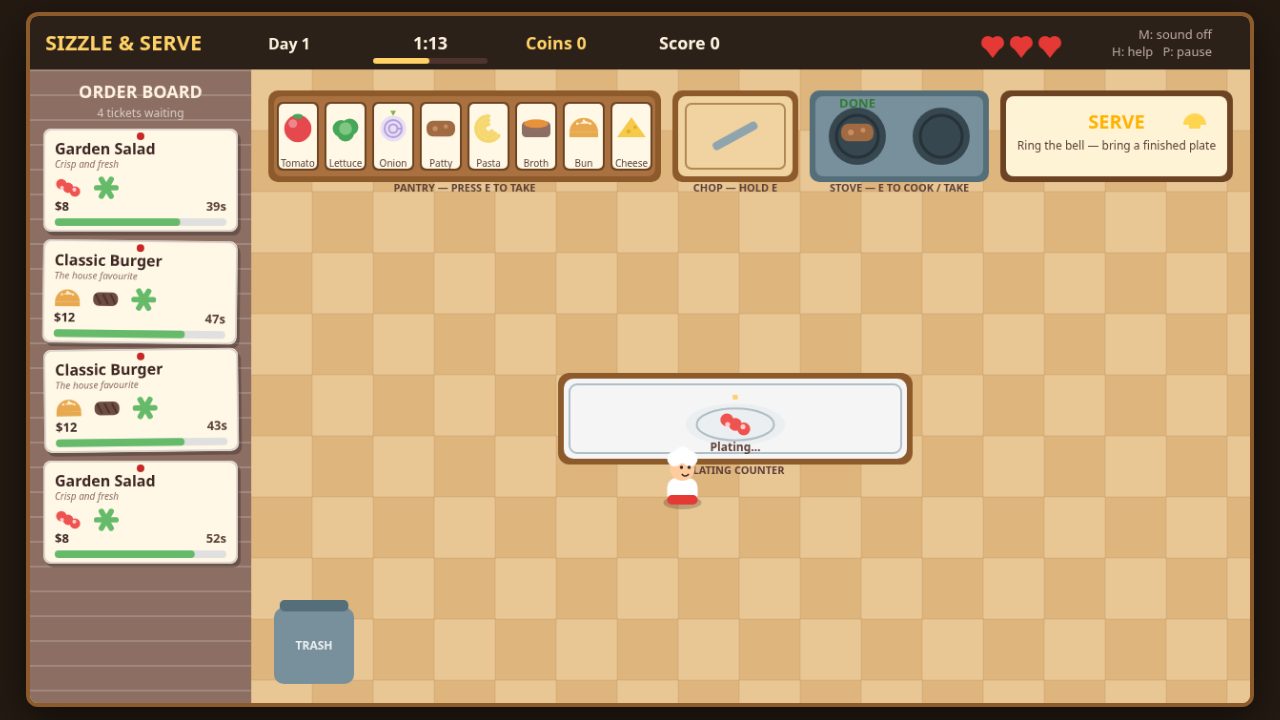 SIZZLE & SERVE
Day 1
1:13
Coins 0
Score 0
M: sound off
H: help P: pause
ORDER BOARD
4 tickets waiting
Garden Salad
Crisp and fresh
$8
39s
Classic Burger
The house favourite
$12
47s
Classic Burger
The house favourite
$12
43s
Garden Salad
Crisp and fresh
$8
52s
Tomato
Lettuce
Onion
Patty
Pasta
Broth
Bun
Cheese
PANTRY — PRESS E TO TAKE
CHOP — HOLD E
DONE
STOVE — E TO COOK / TAKE
SERVE
Ring the bell — bring a finished plate
Plating...
LATING COUNTER
TRASH